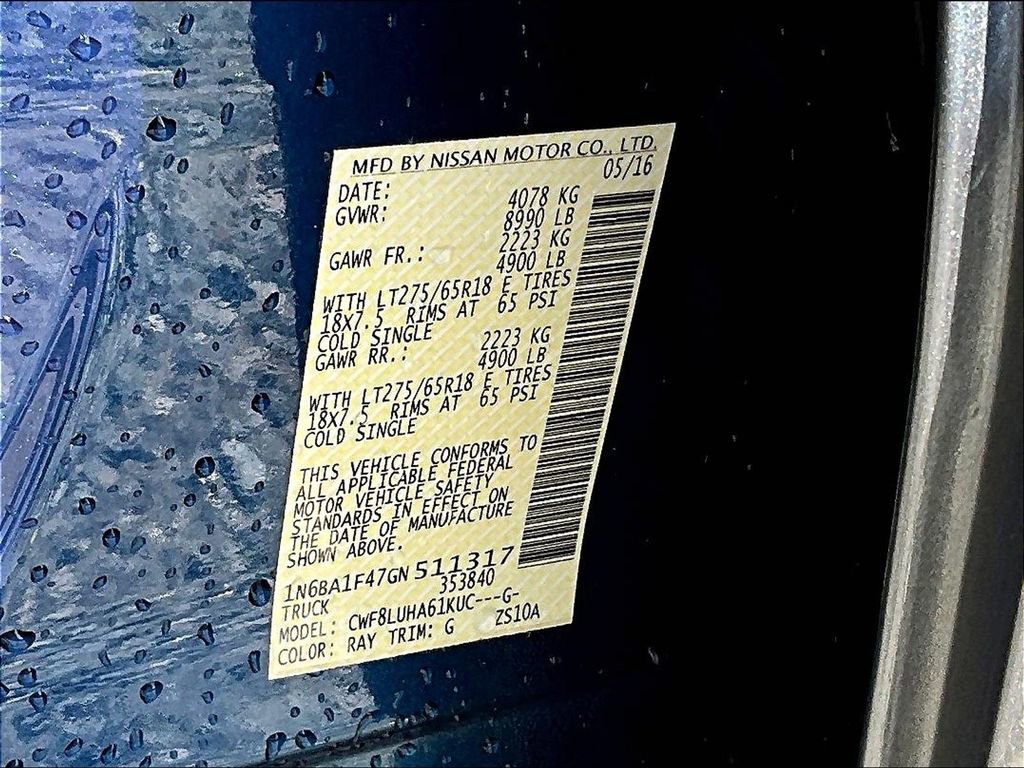 MFD BY NISSAN MOTOR CO., LTD.
DATE: 05/16
GVWR: 4078 KG
8990 LB
GAWR FR.: 2223 KG
4900 LB
WITH LT275/65R18 E TIRES
18X7.5 RIMS AT 65 PSI
COLD SINGLE
GAWR RR.: 2223 KG
4900 LB
WITH LT275/65R18 E TIRES
18X7.5 RIMS AT 65 PSI
COLD SINGLE
THIS VEHICLE CONFORMS TO
ALL APPLICABLE FEDERAL
MOTOR VEHICLE SAFETY
STANDARDS IN EFFECT ON
THE DATE OF MANUFACTURE
SHOWN ABOVE.
1N6BA1F47GN511317
TRUCK 353840
MODEL: CWF8LUHA61KUC---G-
COLOR: RAY TRIM: G ZS10A